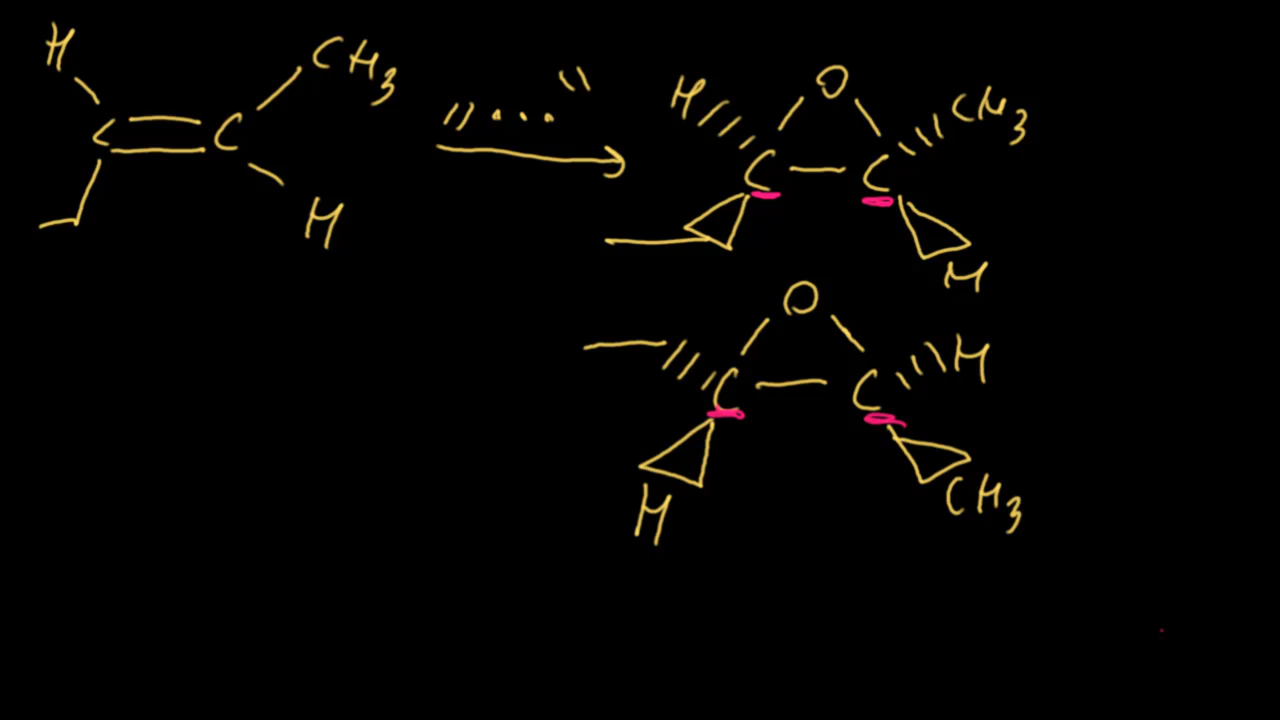 H CH3
C = C
H
" .... "
H O CH3
C — C
H
O H
C — C
H CH3